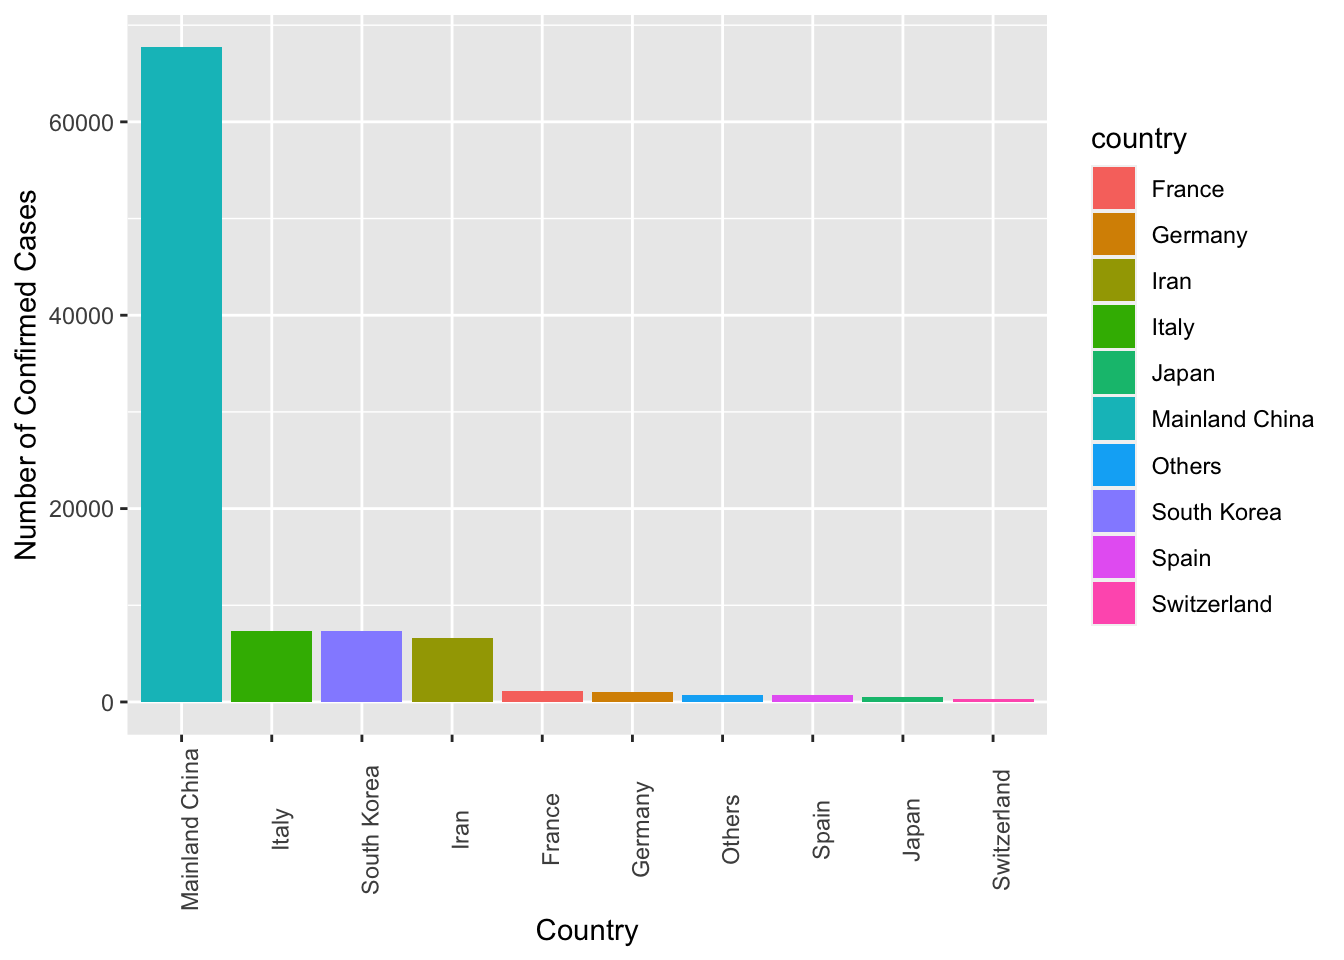 60000
40000
20000
0
Number of Confirmed Cases
Mainland China
Italy
South Korea
Iran
France
Germany
Others
Spain
Japan
Switzerland
Country
country
France
Germany
Iran
Italy
Japan
Mainland China
Others
South Korea
Spain
Switzerland